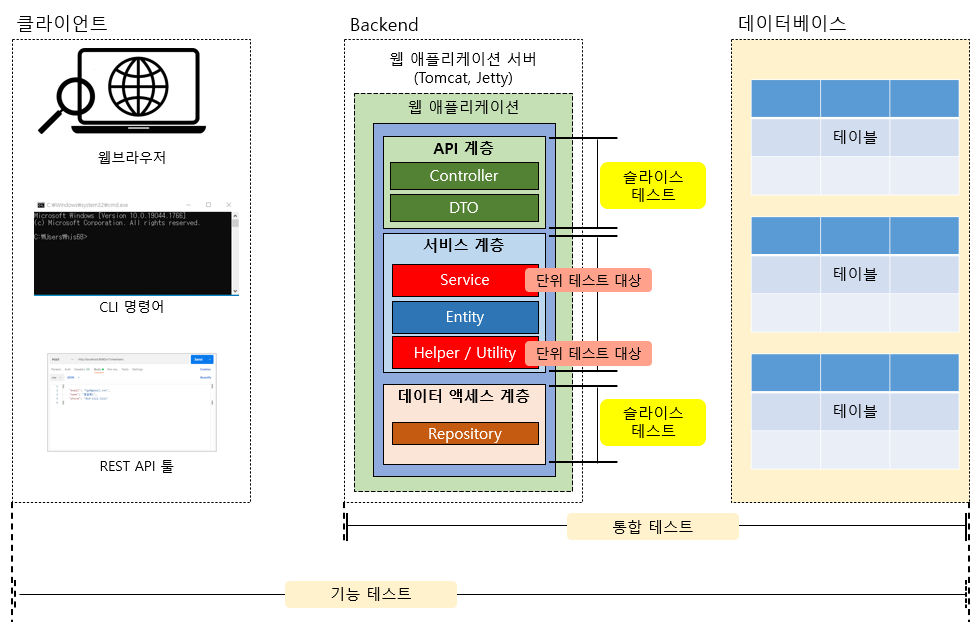 클라이언트
Backend
데이터베이스
웹브라우저
C:₩Windows₩system32₩cmd.exe
Microsoft Windows [Version 10.0.19044.1766]
(c) Microsoft Corporation. All rights reserved.
C:₩Users₩hjs6B>
CLI 명령어
REST API 툴
웹 애플리케이션 서버
(Tomcat, Jetty)
웹 애플리케이션
API 계층
Controller
DTO
슬라이스
테스트
서비스 계층
Service
단위 테스트 대상
Entity
Helper / Utility
단위 테스트 대상
데이터 액세스 계층
Repository
슬라이스
테스트
테이블
테이블
테이블
통합 테스트
기능 테스트